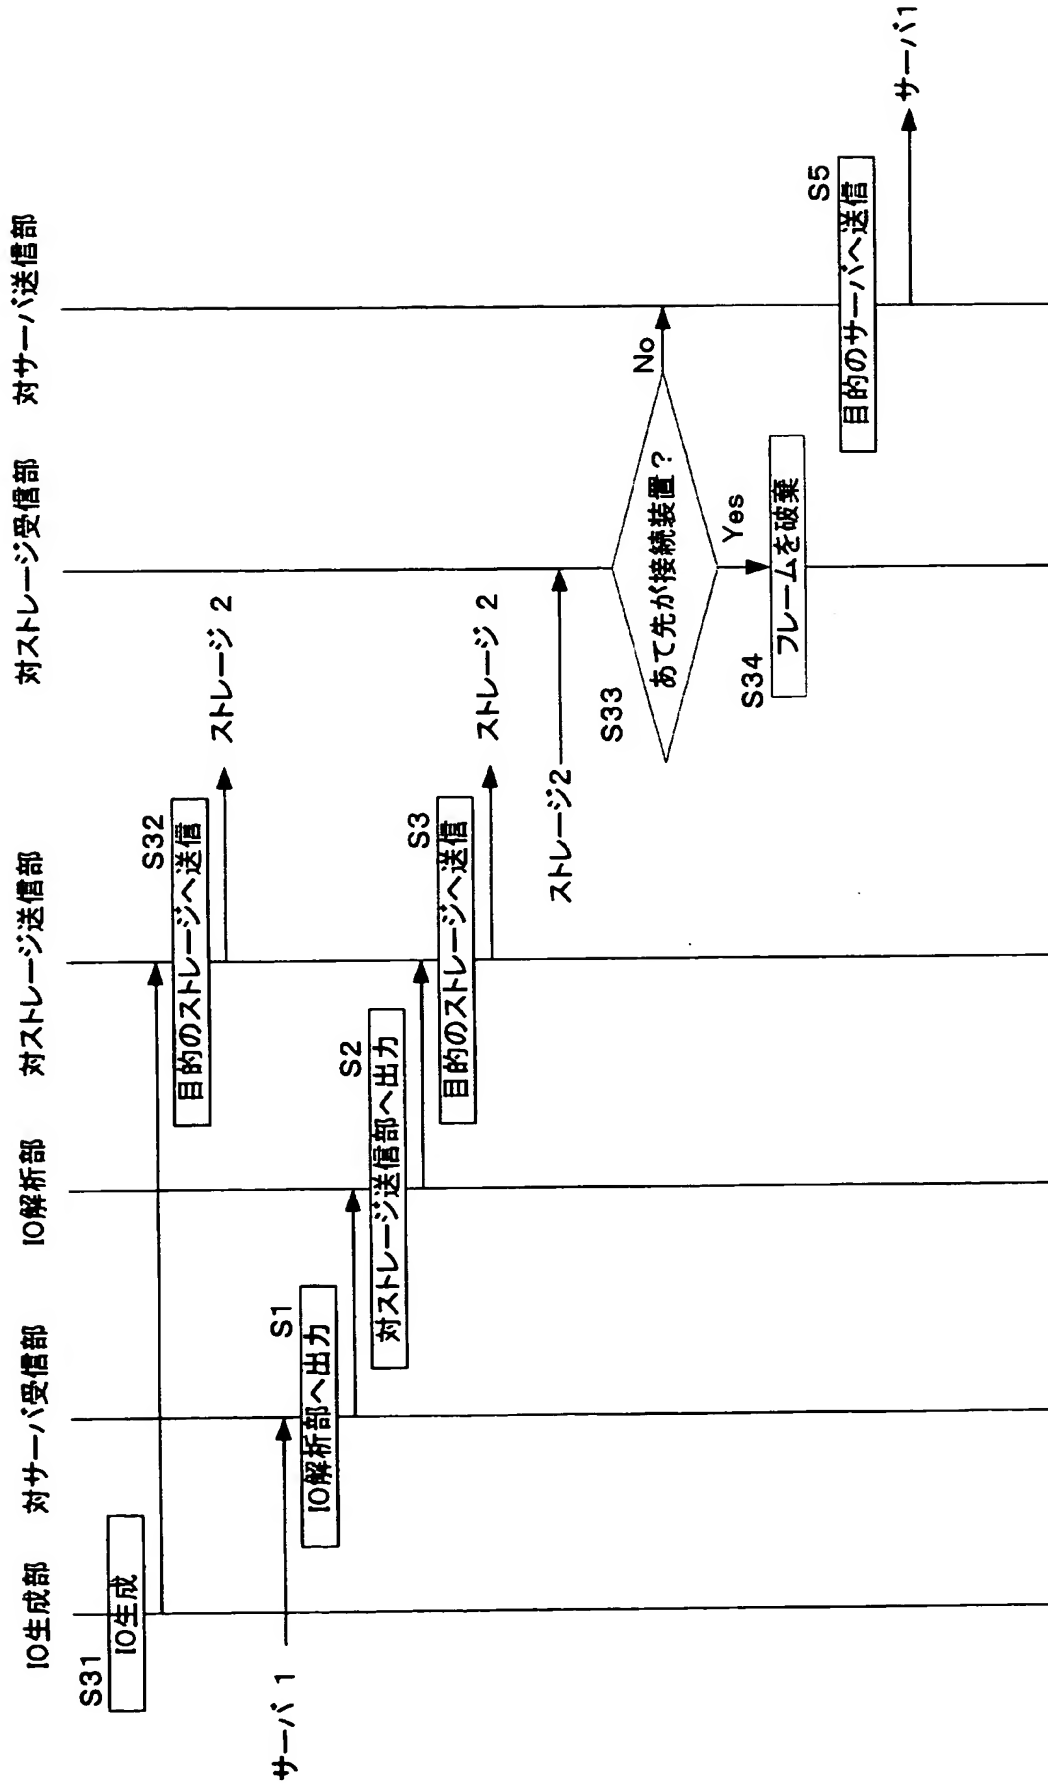 IO生成部
対サーバ受信部
IO解析部
対ストレージ送信部
対ストレージ受信部
対サーバ送信部
S31
IO生成
S32
目的のストレージへ送信
ストレージ 2
サーバ 1
S1
IO解析部へ出力
S2
対ストレージ送信部へ出力
S3
目的のストレージへ送信
ストレージ 2
ストレージ2
S33
あて先が接続装置?
No
Yes
S34
フレームを破棄
S5
目的のサーバへ送信
サーバ1